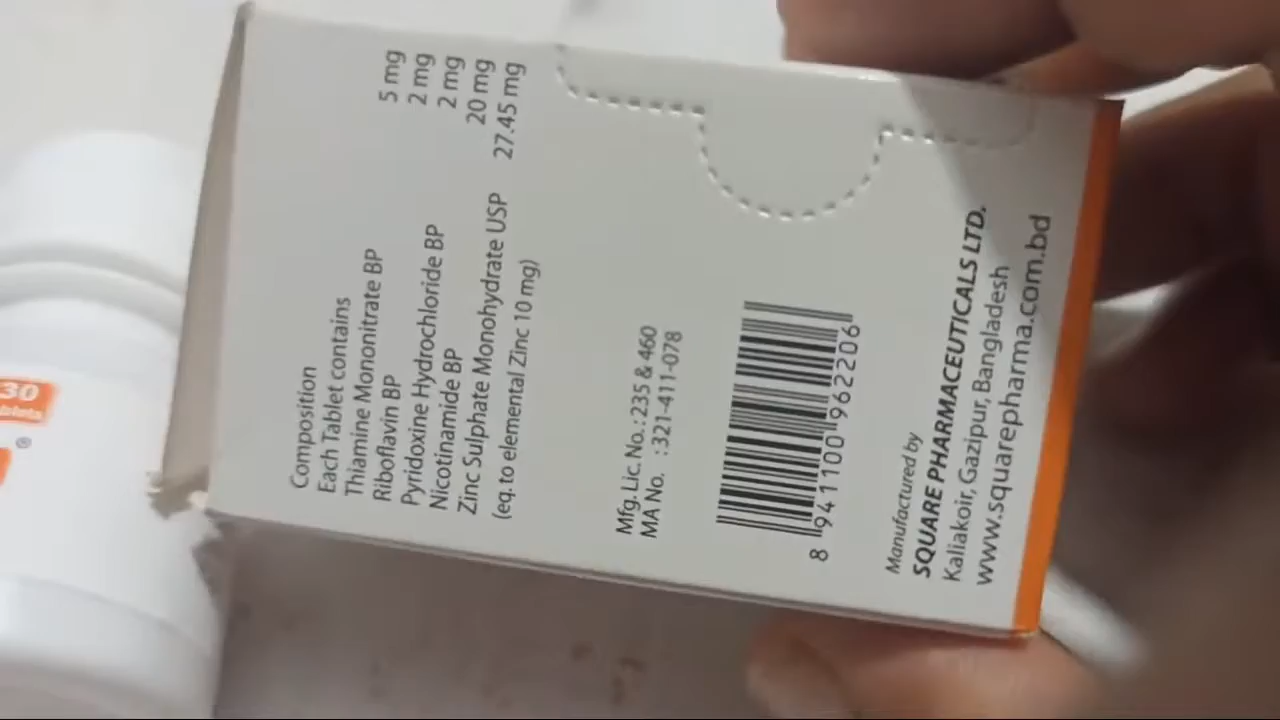 Composition
Each Tablet contains
Thiamine Mononitrate BP 5 mg
Riboflavin BP 2 mg
Pyridoxine Hydrochloride BP 2 mg
Nicotinamide BP 20 mg
Zinc Sulphate Monohydrate USP 27.45 mg
(eq. to elemental Zinc 10 mg)
Mfg. Lic. No. : 235 & 460
MA No. : 321-411-078
8 941100 962206
Manufactured by
SQUARE PHARMACEUTICALS LTD.
Kaliakoir, Gazipur, Bangladesh
www.squarepharma.com.bd
30
®